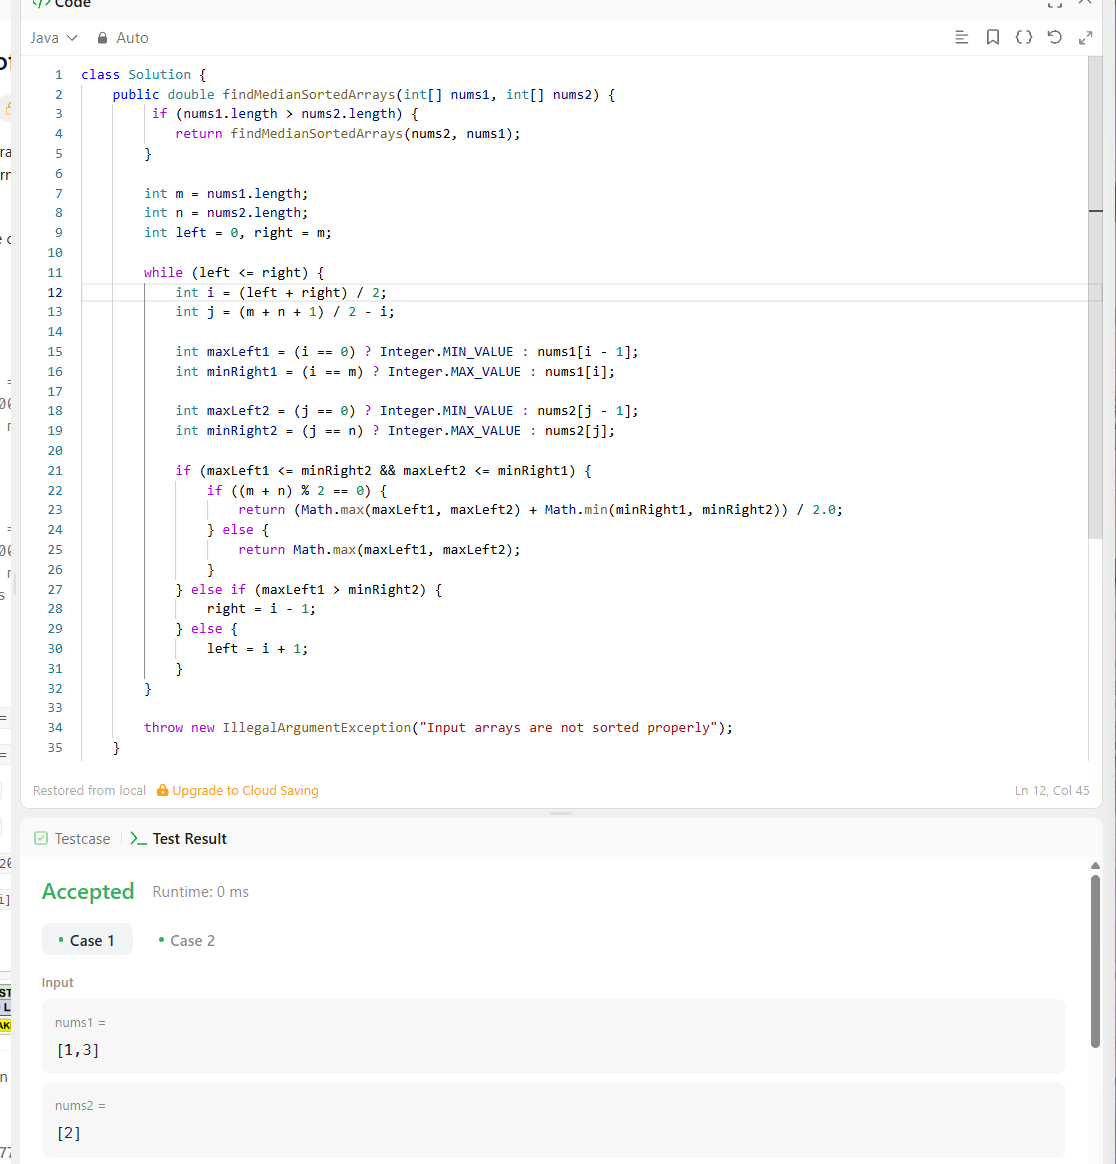 </> Code
Java Auto
1 class Solution {
2 public double findMedianSortedArrays(int[] nums1, int[] nums2) {
3 if (nums1.length > nums2.length) {
4 return findMedianSortedArrays(nums2, nums1);
5 }
6
7 int m = nums1.length;
8 int n = nums2.length;
9 int left = 0, right = m;
10
11 while (left <= right) {
12 int i = (left + right) / 2;
13 int j = (m + n + 1) / 2 - i;
14
15 int maxLeft1 = (i == 0) ? Integer.MIN_VALUE : nums1[i - 1];
16 int minRight1 = (i == m) ? Integer.MAX_VALUE : nums1[i];
17
18 int maxLeft2 = (j == 0) ? Integer.MIN_VALUE : nums2[j - 1];
19 int minRight2 = (j == n) ? Integer.MAX_VALUE : nums2[j];
20
21 if (maxLeft1 <= minRight2 && maxLeft2 <= minRight1) {
22 if ((m + n) % 2 == 0) {
23 return (Math.max(maxLeft1, maxLeft2) + Math.min(minRight1, minRight2)) / 2.0;
24 } else {
25 return Math.max(maxLeft1, maxLeft2);
26 }
27 } else if (maxLeft1 > minRight2) {
28 right = i - 1;
29 } else {
30 left = i + 1;
31 }
32 }
33
34 throw new IllegalArgumentException("Input arrays are not sorted properly");
35 }
Restored from local Upgrade to Cloud Saving Ln 12, Col 45
Testcase >_ Test Result
Accepted Runtime: 0 ms
• Case 1 • Case 2
Input
nums1 =
[1,3]
nums2 =
[2]